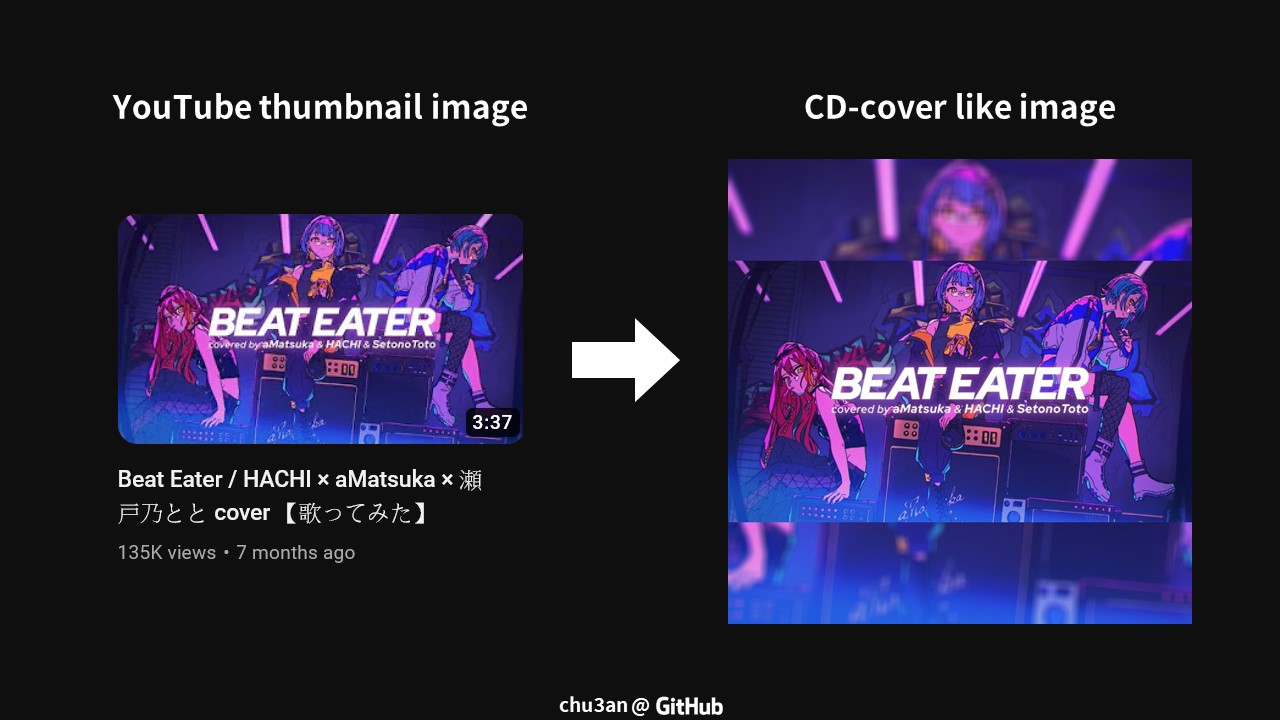 YouTube thumbnail image
CD-cover like image
BEAT EATER
covered by aMatsuka & HACHI & SetonoToto
3:37
Beat Eater / HACHI × aMatsuka × 瀬
戸乃とと cover 【歌ってみた】
135K views・7 months ago
BEAT EATER
covered by aMatsuka & HACHI & SetonoToto
chu3an @ GitHub